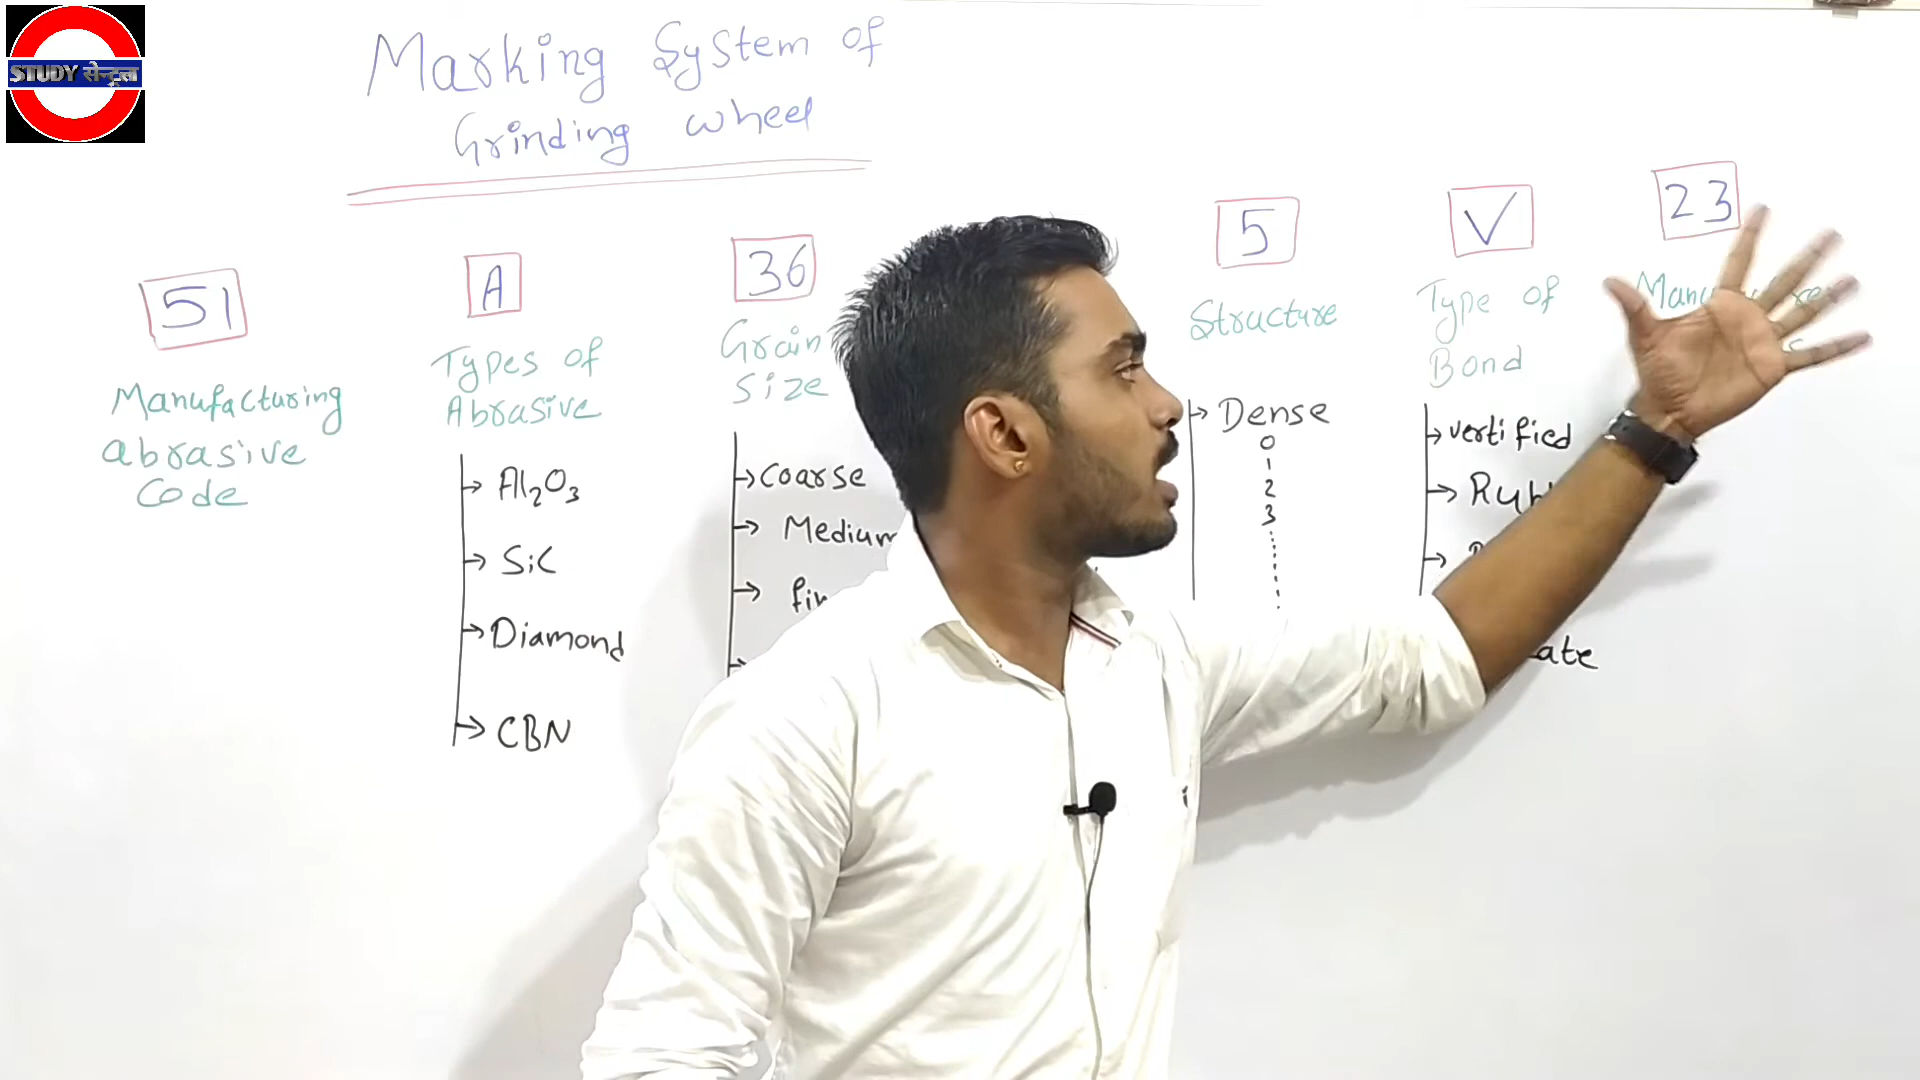 STUDY सेन्ट्रल
Marking System of
Grinding wheel
51
Manufacturing
abrasive
Code
A
Types of
Abrasive
Al2O3
SiC
Diamond
CBN
36
Grain
Size
Coarse
Medium
5
Structure
Dense
0
1
2
3
V
Type of
Bond
vertified
23